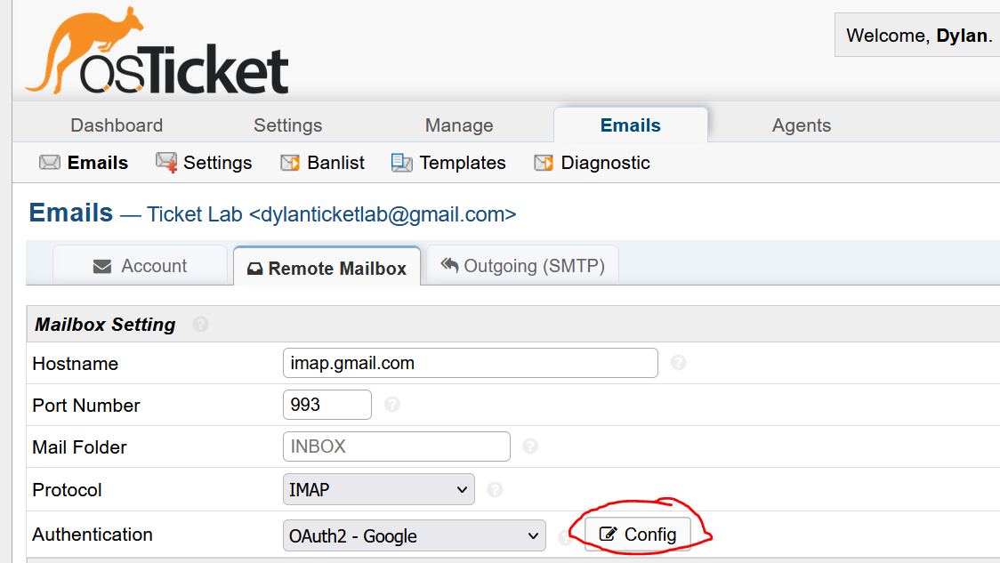 osTicket
Welcome, Dylan.
Dashboard Settings Manage Emails Agents
Emails Settings Banlist Templates Diagnostic
Emails — Ticket Lab <dylanticketlab@gmail.com>
Account Remote Mailbox Outgoing (SMTP)
Mailbox Setting ?
Hostname imap.gmail.com ?
Port Number 993 ?
Mail Folder INBOX ?
Protocol IMAP ?
Authentication OAuth2 - Google ? Config